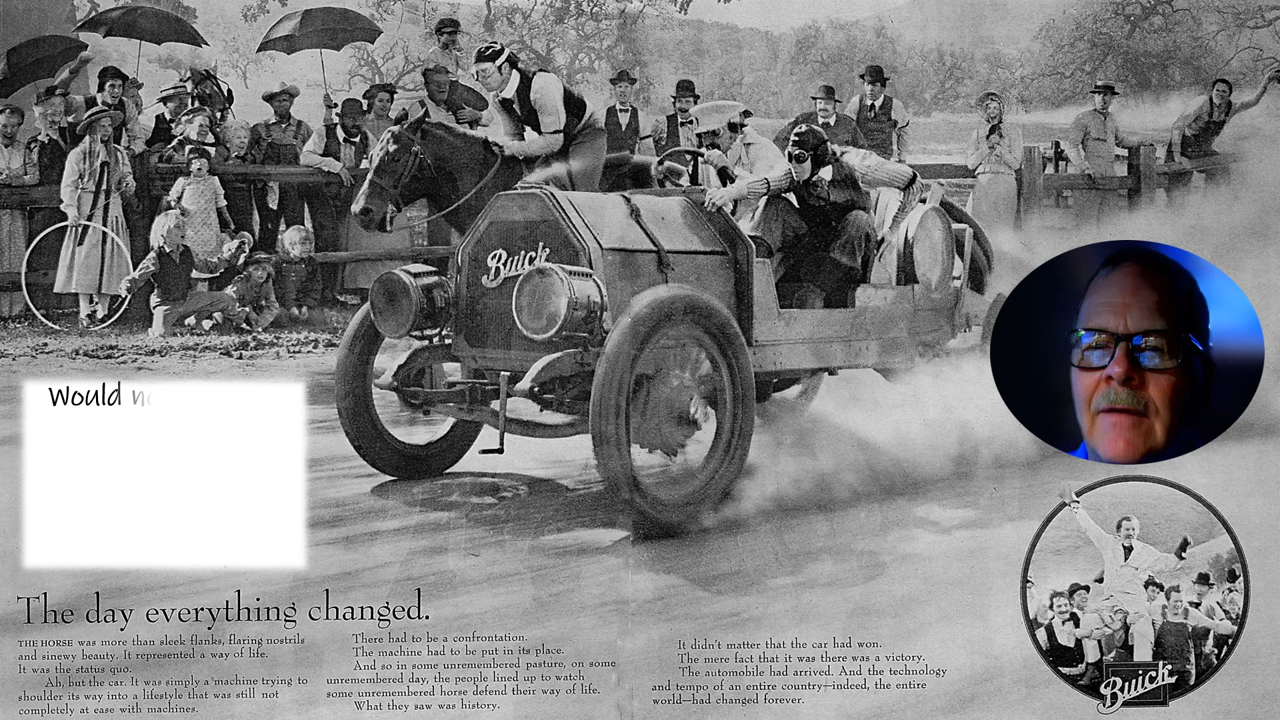 Buick
Would
The day everything changed.
THE HORSE was more than sleek flanks, flaring nostrils
and sinewy beauty. It represented a way of life.
It was the status quo.
Ah, but the car. It was simply a machine trying to
shoulder its way into a lifestyle that was still not
completely at ease with machines.
There had to be a confrontation.
The machine had to be put in its place.
And so in some unremembered pasture, on some
unremembered day, people lined up to watch
some unremembered horse defend their way of life.
What they saw was history.
It didn't matter that the car had won.
The mere fact that it was there was a victory.
The automobile had arrived. And the technology
and tempo of an entire country—indeed, the entire
world—had changed forever.
Buick